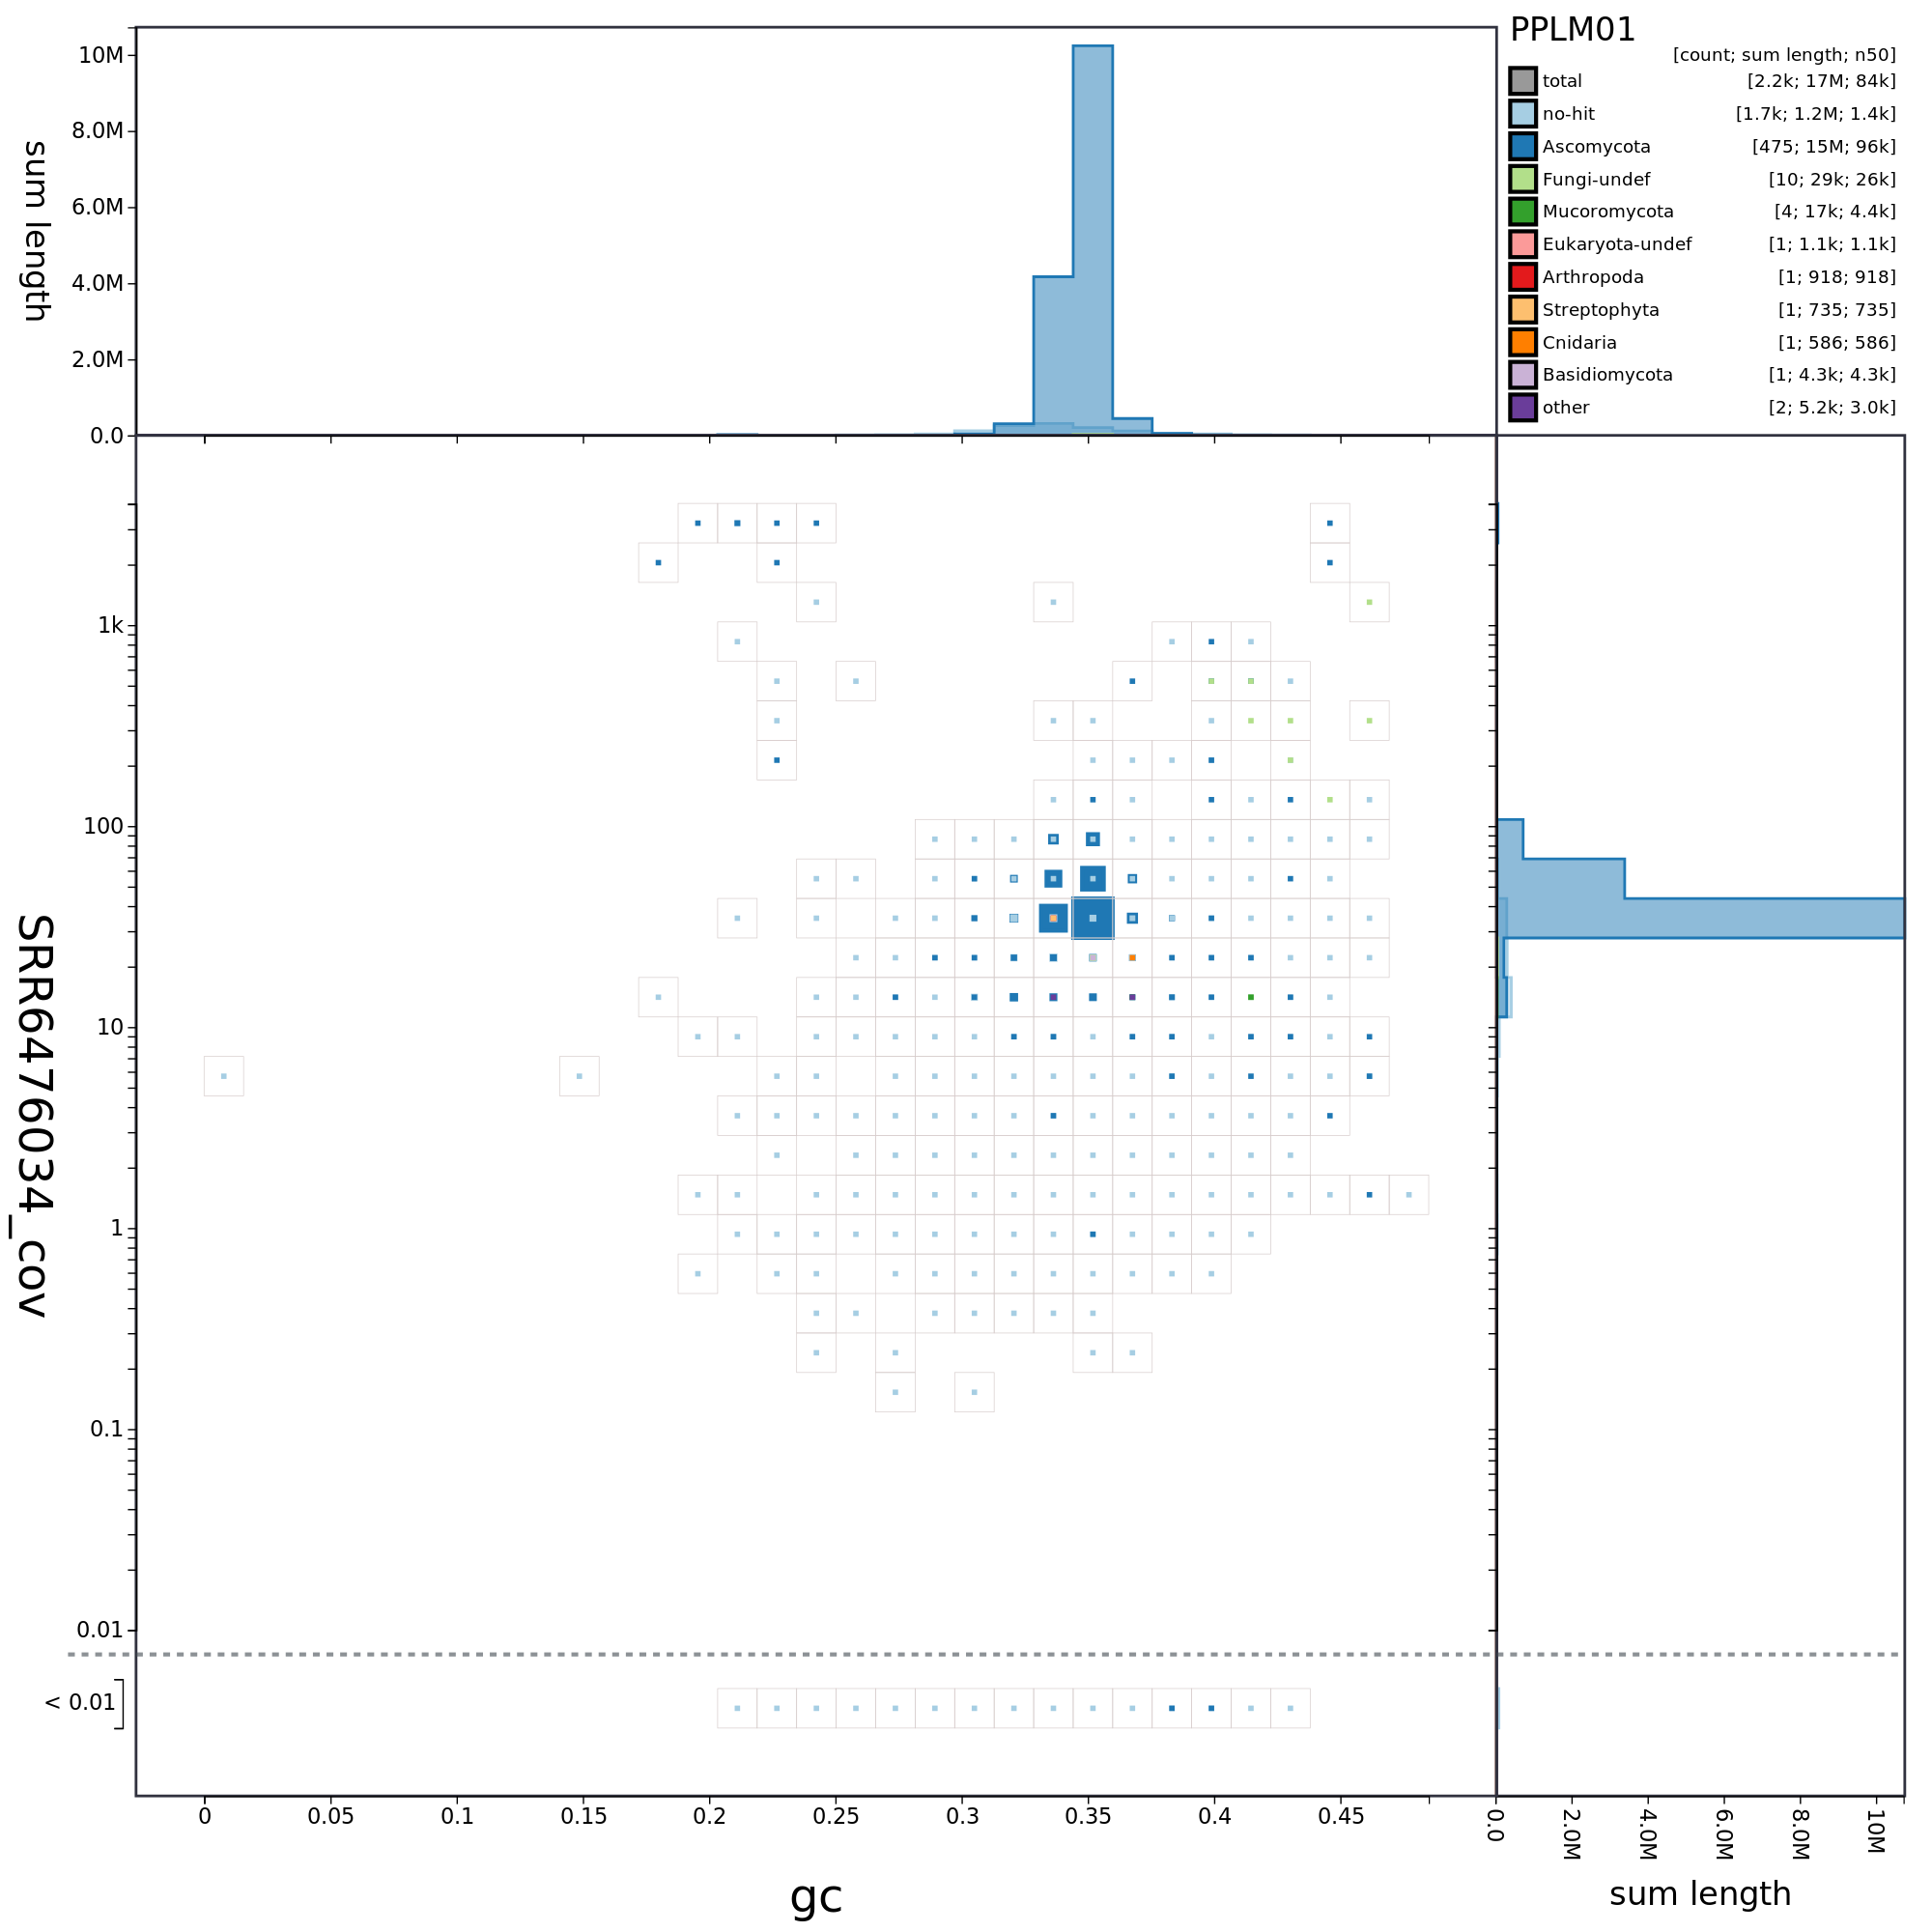 PPLM01
[count; sum length; n50]
total [2.2k; 17M; 84k]
no-hit [1.7k; 1.2M; 1.4k]
Ascomycota [475; 15M; 96k]
Fungi-undef [10; 29k; 26k]
Mucoromycota [4; 17k; 4.4k]
Eukaryota-undef [1; 1.1k; 1.1k]
Arthropoda [1; 918; 918]
Streptophyta [1; 735; 735]
Cnidaria [1; 586; 586]
Basidiomycota [1; 4.3k; 4.3k]
other [2; 5.2k; 3.0k]
sum length
10M
8.0M
6.0M
4.0M
2.0M
0.0
SRR6476034_cov
1k
100
10
1
0.1
0.01
< 0.01
0 0.05 0.1 0.15 0.2 0.25 0.3 0.35 0.4 0.45
gc
0.0 2.0M 4.0M 6.0M 8.0M 10M
sum length